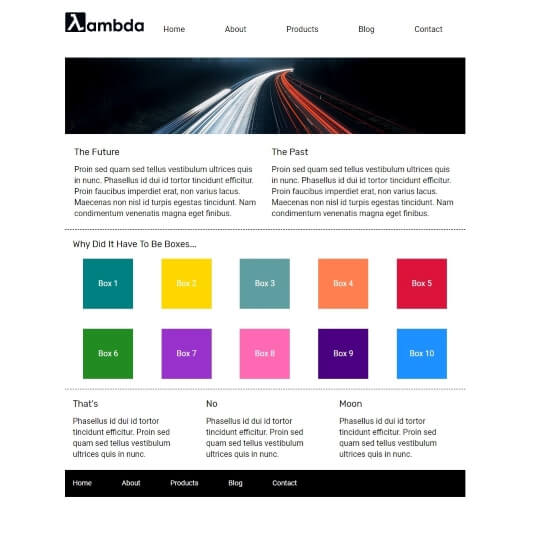 λambda
Home About Products Blog Contact
The Future
Proin sed quam sed tellus vestibulum ultrices quis
in nunc. Phasellus id dui id tortor tincidunt efficitur.
Proin faucibus imperdiet erat, non varius lacus.
Maecenas non nisl id turpis egestas tincidunt. Nam
condimentum venenatis magna eget finibus.
The Past
Proin sed quam sed tellus vestibulum ultrices quis
in nunc. Phasellus id dui id tortor tincidunt efficitur.
Proin faucibus imperdiet erat, non varius lacus.
Maecenas non nisl id turpis egestas tincidunt. Nam
condimentum venenatis magna eget finibus.
Why Did It Have To Be Boxes...
Box 1 Box 2 Box 3 Box 4 Box 5
Box 6 Box 7 Box 8 Box 9 Box 10
That's
Phasellus id dui id tortor
tincidunt efficitur. Proin sed
quam sed tellus vestibulum
ultrices quis in nunc.
No
Phasellus id dui id tortor
tincidunt efficitur. Proin sed
quam sed tellus vestibulum
ultrices quis in nunc.
Moon
Phasellus id dui id tortor
tincidunt efficitur. Proin sed
quam sed tellus vestibulum
ultrices quis in nunc.
Home About Products Blog Contact